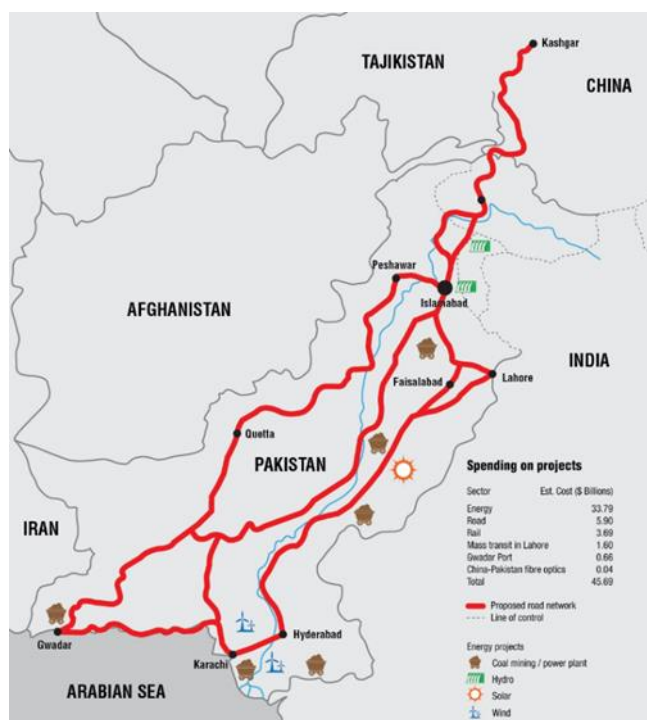 Kashgar
TAJIKISTAN
CHINA
Peshawar
Islamabad
AFGHANISTAN
INDIA
Faisalabad
Lahore
Quetta
PAKISTAN
IRAN
Gwadar
Hyderabad
Karachi
ARABIAN SEA
Spending on projects
Sector Est. Cost ($ Billions)
Energy 33.79
Road 5.90
Rail 3.69
Mass transit in Lahore 1.60
Gwadar Port 0.66
China-Pakistan fibre optics 0.04
Total 45.69
Proposed road network
Line of control
Energy projects
Coal mining / power plant
Hydro
Solar
Wind